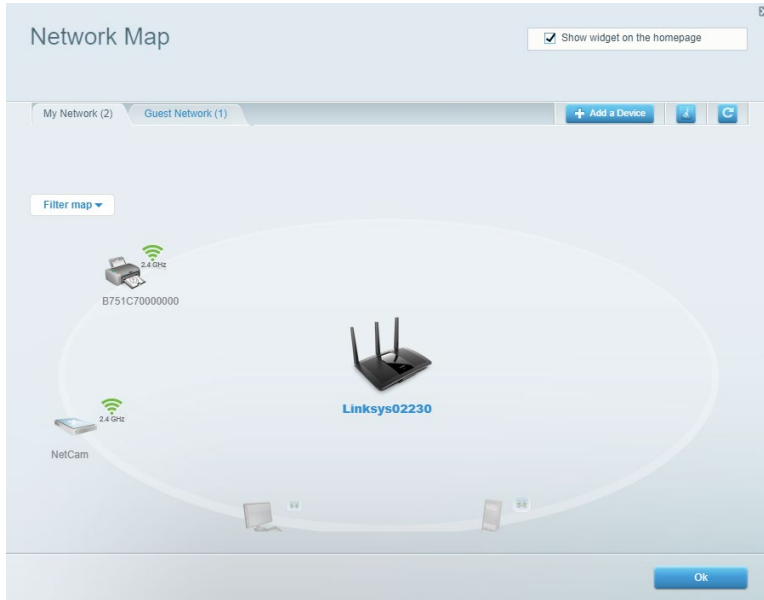 Network Map
Show widget on the homepage
My Network (2)
Guest Network (1)
Add a Device
Filter map
2.4 GHz
B751C70000000
Linksys02230
2.4 GHz
NetCam
Ok